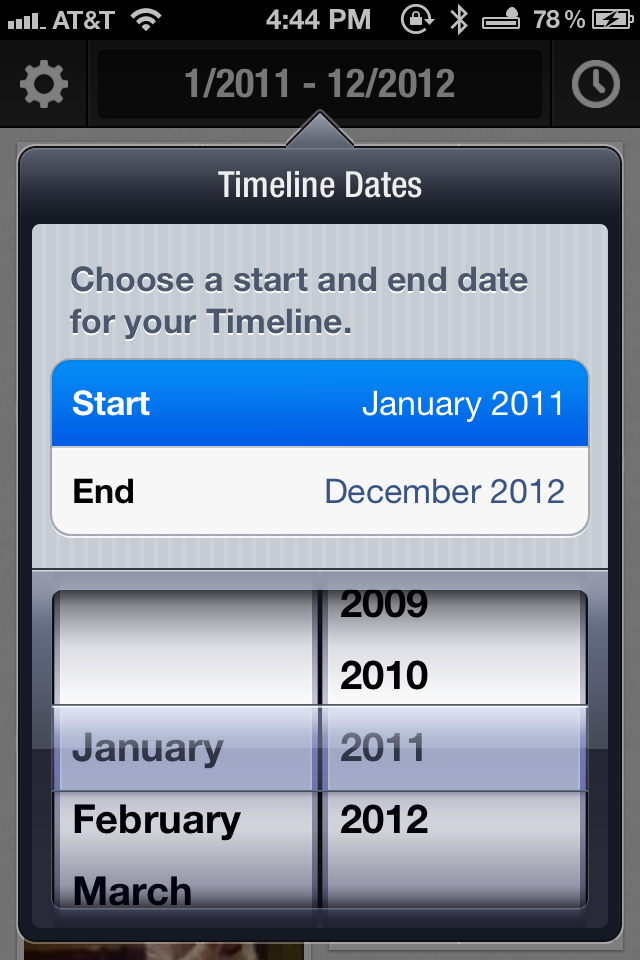 AT&T 4:44 PM 78 %
1/2011 - 12/2012
Timeline Dates
Choose a start and end date
for your Timeline.
Start January 2011
End December 2012
2009
2010
January 2011
February 2012
March